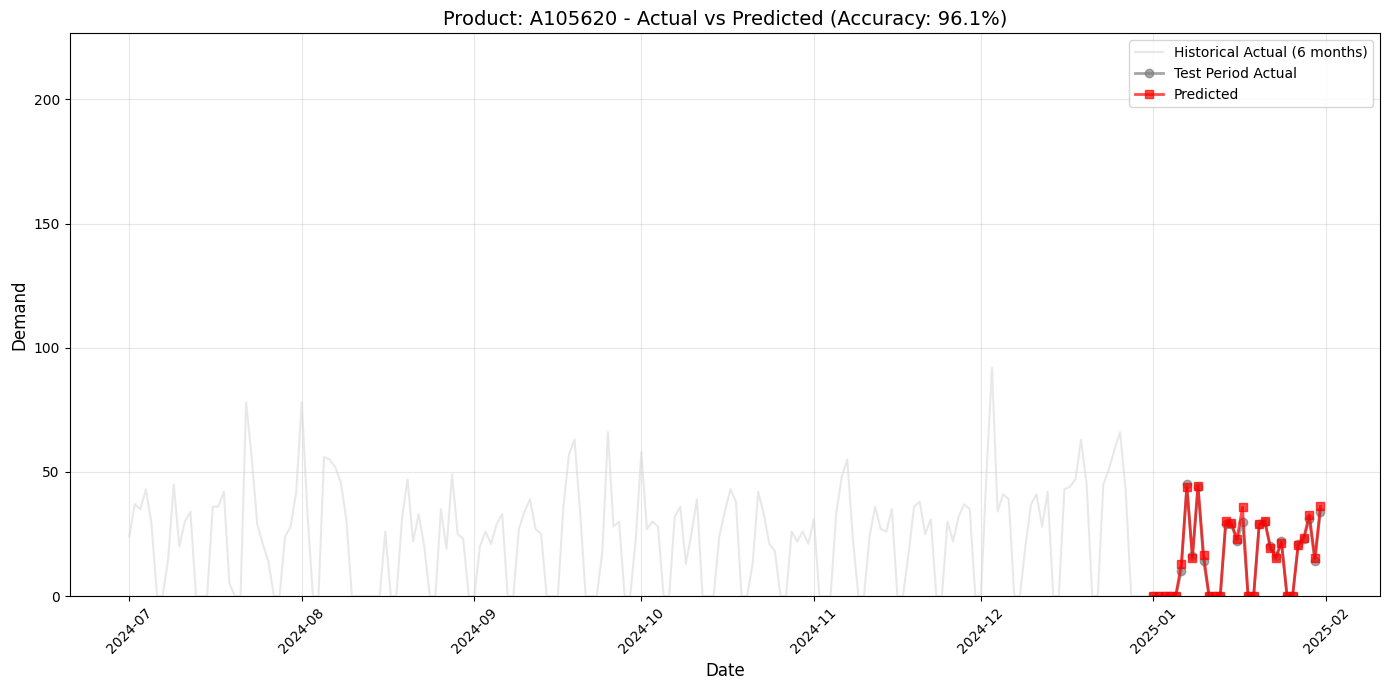 Product: A105620 - Actual vs Predicted (Accuracy: 96.1%)
Historical Actual (6 months)
Test Period Actual
Predicted
Demand
200
150
100
50
0
2024-07
2024-08
2024-09
2024-10
2024-11
2024-12
2025-01
2025-02
Date